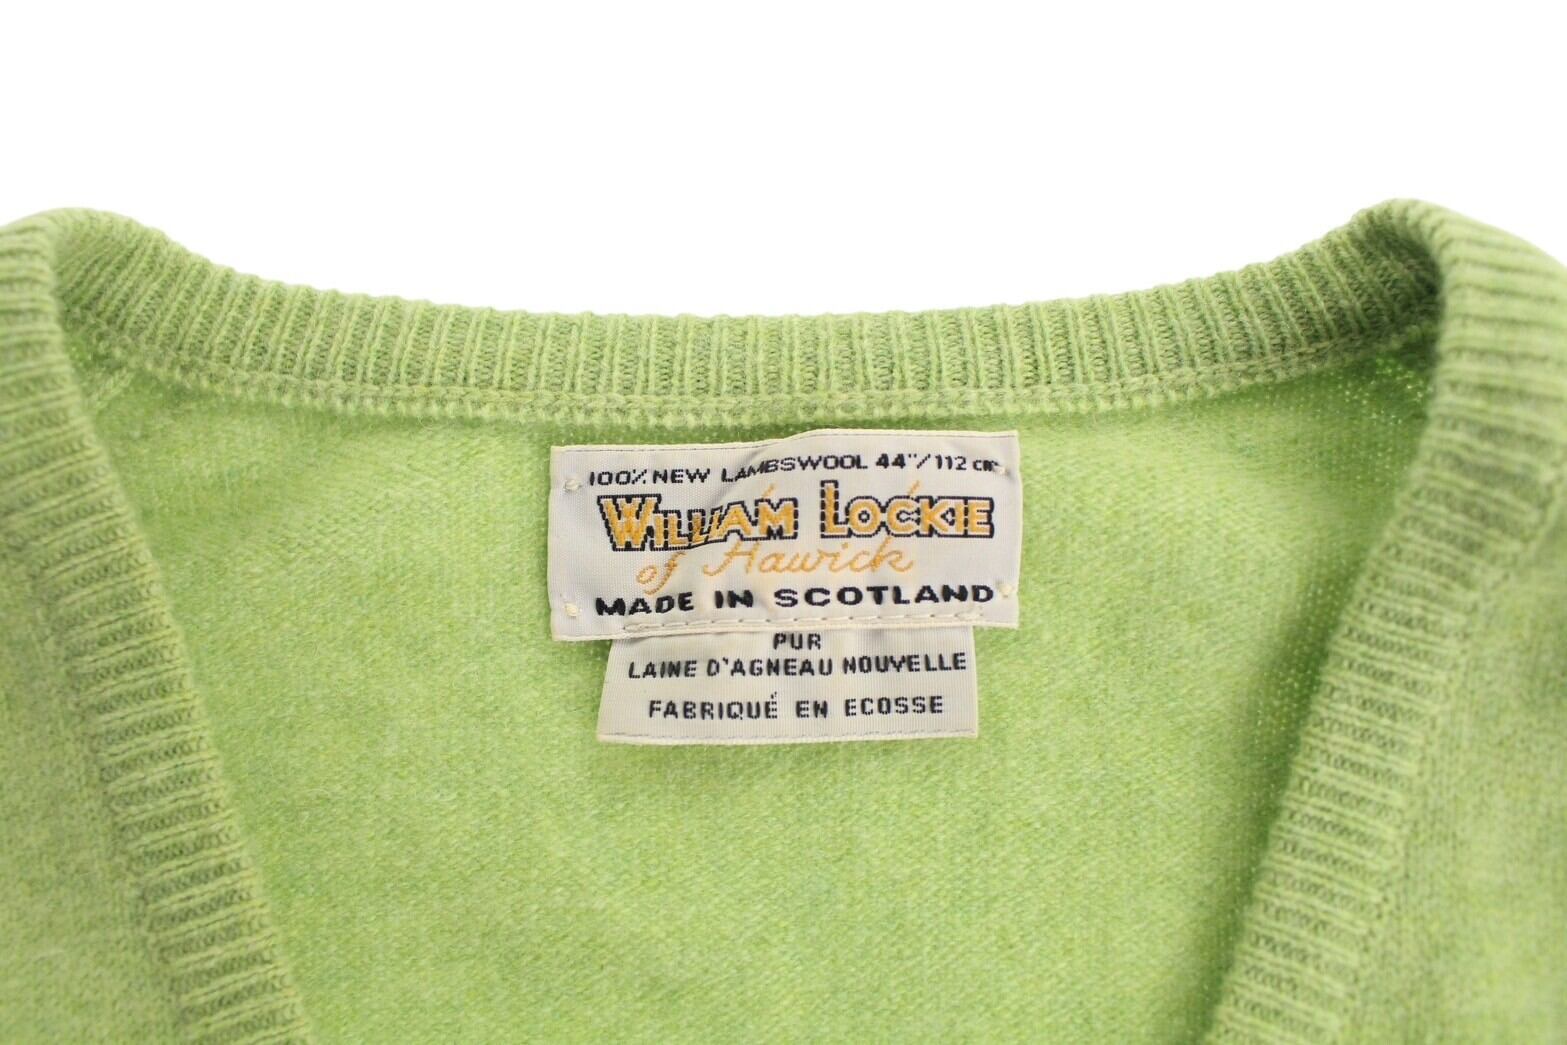 100% NEW LAMBSWOOL 44"/112 cm
WILLIAM LOCKIE
of Hawick
MADE IN SCOTLAND
PUR
LAINE D'AGNEAU NOUVELLE
FABRIQUÉ EN ECOSSE